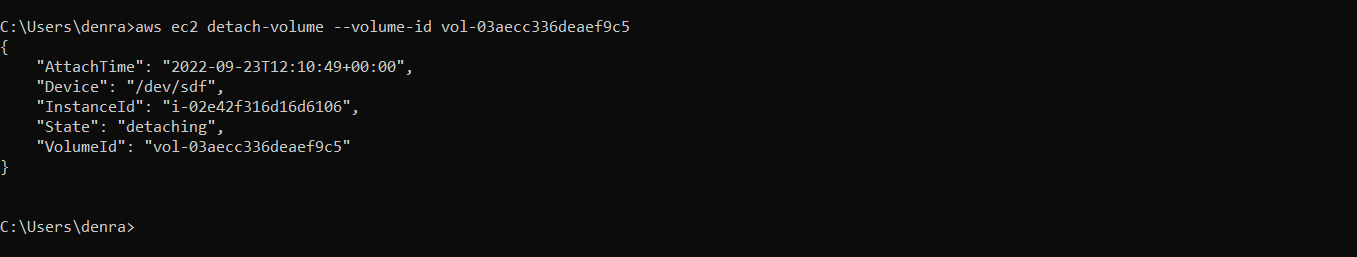 C:\Users\denra>aws ec2 detach-volume --volume-id vol-03aecc336deaef9c5
{
    "AttachTime": "2022-09-23T12:10:49+00:00",
    "Device": "/dev/sdf",
    "InstanceId": "i-02e42f316d16d6106",
    "State": "detaching",
    "VolumeId": "vol-03aecc336deaef9c5"
}
C:\Users\denra>